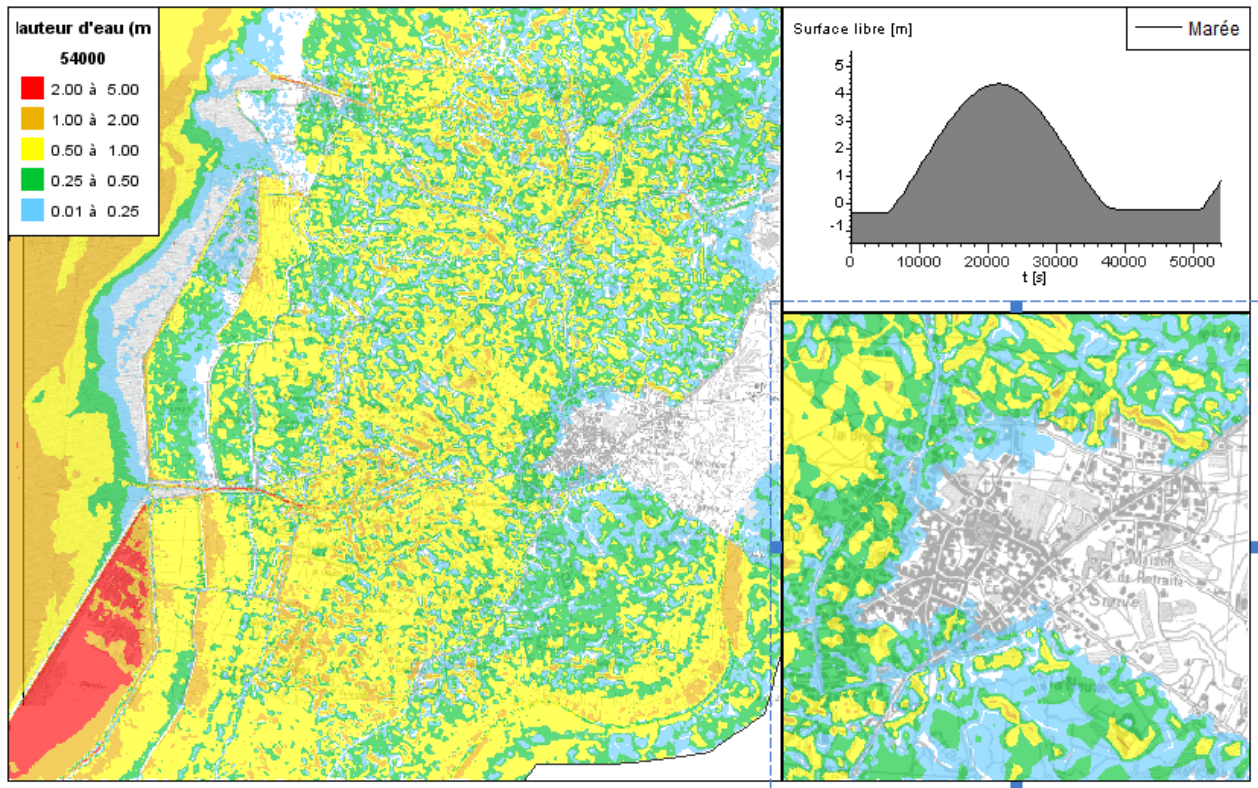 lauteur d'eau (m
54000
2.00 à 5.00
1.00 à 2.00
0.50 à 1.00
0.25 à 0.50
0.01 à 0.25
Surface libre [m]
Marée
5
4
3
2
1
0
-1
0 10000 20000 30000 40000 50000
t [s]
de Retraite
Statue